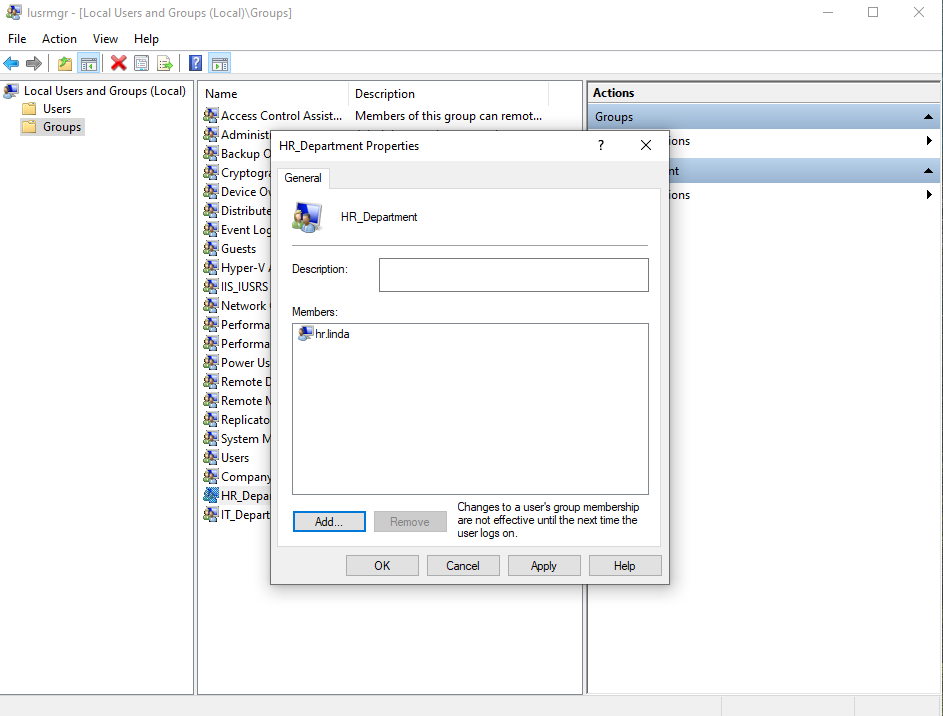 lusrmgr - [Local Users and Groups (Local)\Groups]
File Action View Help
Local Users and Groups (Local)
Users
Groups
Name Description
Access Control Assist... Members of this group can remot...
Administ
Backup O
Cryptogra
Device Ow
Distribute
Event Log
Guests
Hyper-V A
IIS_IUSRS
Network
Performa
Performa
Power Us
Remote D
Remote M
Replicato
System M
Users
Company
HR_Depar
IT_Depart
Actions
Groups
ions
nt
ions
HR_Department Properties
?
General
HR_Department
Description:
Members:
hr.linda
Add...
Remove
Changes to a user's group membership
are not effective until the next time the
user logs on.
OK Cancel Apply Help